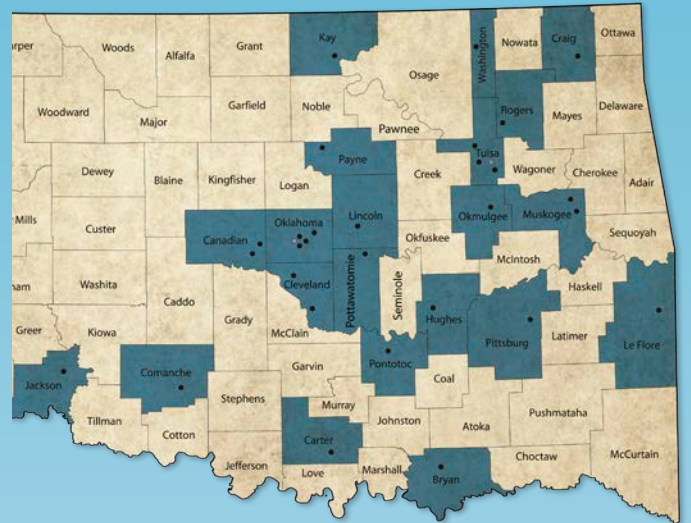 Kay
Craig
Ottawa
Woods
Grant
Nowata
Washington
arper
Alfalfa
Osage
Rogers
Woodward
Garfield
Noble
Mayes
Delaware
Major
Pawnee
Payne
Tulsa
Dewey
Blaine
Kingfisher
Logan
Creek
Wagoner
Cherokee
Adair
Mills
Custer
Canadian
Oklahoma
Lincoln
Okmulgee
Muskogee
Okfuskee
Sequoyah
McIntosh
Washita
Cleveland
Pottawatomie
Seminole
Haskell
am
Caddo
Grady
McClain
Hughes
Greer
Kiowa
Pittsburg
Latimer
Le Flore
Garvin
Pontotoc
Jackson
Comanche
Coal
Stephens
Murray
Johnston
Pushmataha
Tillman
Cotton
Carter
Atoka
Choctaw
McCurtain
Jefferson
Love
Marshall
Bryan